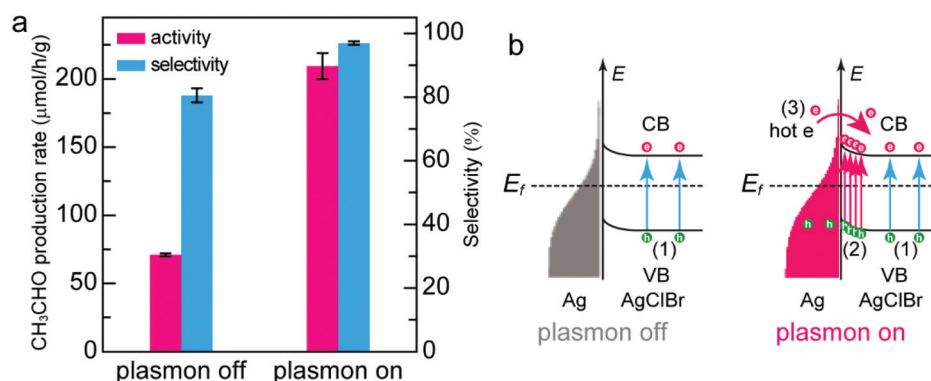 a
activity
selectivity
CH₃CHO production rate (μmol/h/g)
200
150
100
75
50
0
100
80
60
40
20
0
Selectivity (%)
plasmon off
plasmon on
b
E
CB
e e
E_f
h h
(1)
VB
Ag AgClBr
plasmon off
E
(3) e e
hot e
CB
e e e e e e
h h h h h h h h
(2) (1)
VB
Ag AgClBr
plasmon on